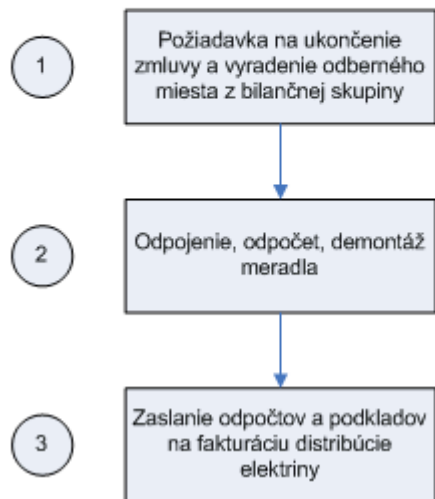 1
Požiadavka na ukončenie
zmluvy a vyradenie odberného
miesta z bilančnej skupiny
2
Odpojenie, odpočet, demontáž
meradla
3
Zaslanie odpočtov a podkladov
na fakturáciu distribúcie
elektriny